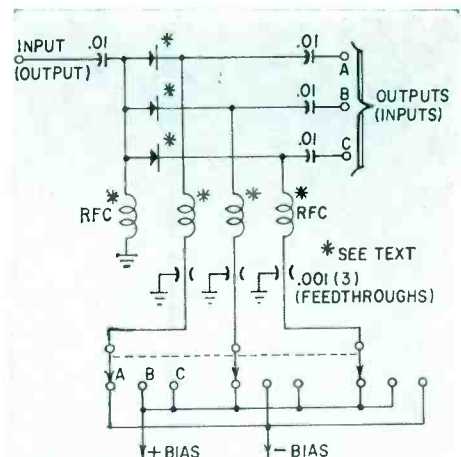 INPUT
(OUTPUT)
.01
*
.01
A
*
.01
B
OUTPUTS
(INPUTS)
*
.01
C
*
RFC
*
*
*
RFC
* SEE TEXT
.001 (3)
(FEEDTHROUGHS)
A
B
C
+ BIAS
- BIAS